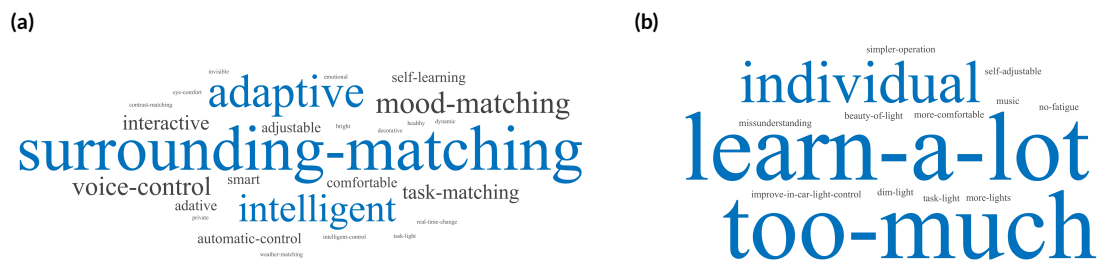 (a)
invisible
emotional
adaptive
self-learning
eye-comfort
contrast-matching
mood-matching
interactive
adjustable
bright
healthy
dynamic
decorative
surrounding-matching
voice-control
smart
comfortable
task-matching
adative
intelligent
private
real-time-change
automatic-control
intelligent-control
task-light
weather-matching
(b)
simpler-operation
individual
self-adjustable
music
no-fatigue
missunderstanding
beauty-of-light
more-comfortable
learn-a-lot
improve-in-car-light-control
dim-light
task-light
more-lights
too-much